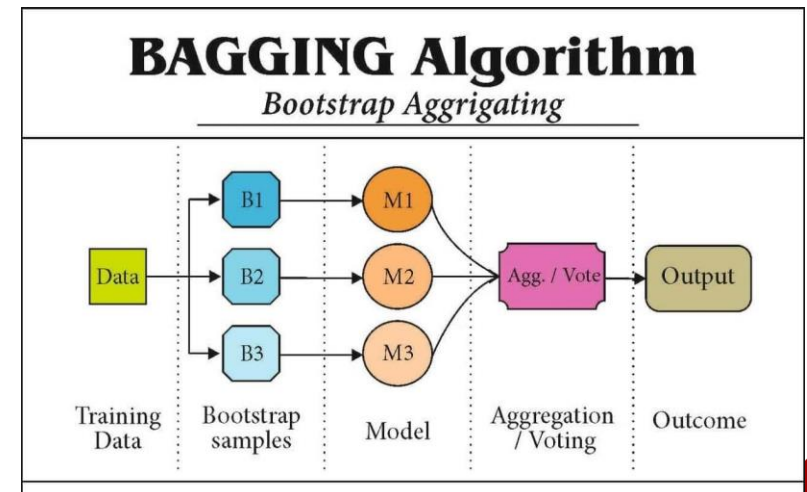 BAGGING Algorithm
Bootstrap Aggrigating
B1
M1
Data
B2
M2
Agg. / Vote
Output
B3
M3
Training
Data
Bootstrap
samples
Model
Aggregation
/ Voting
Outcome